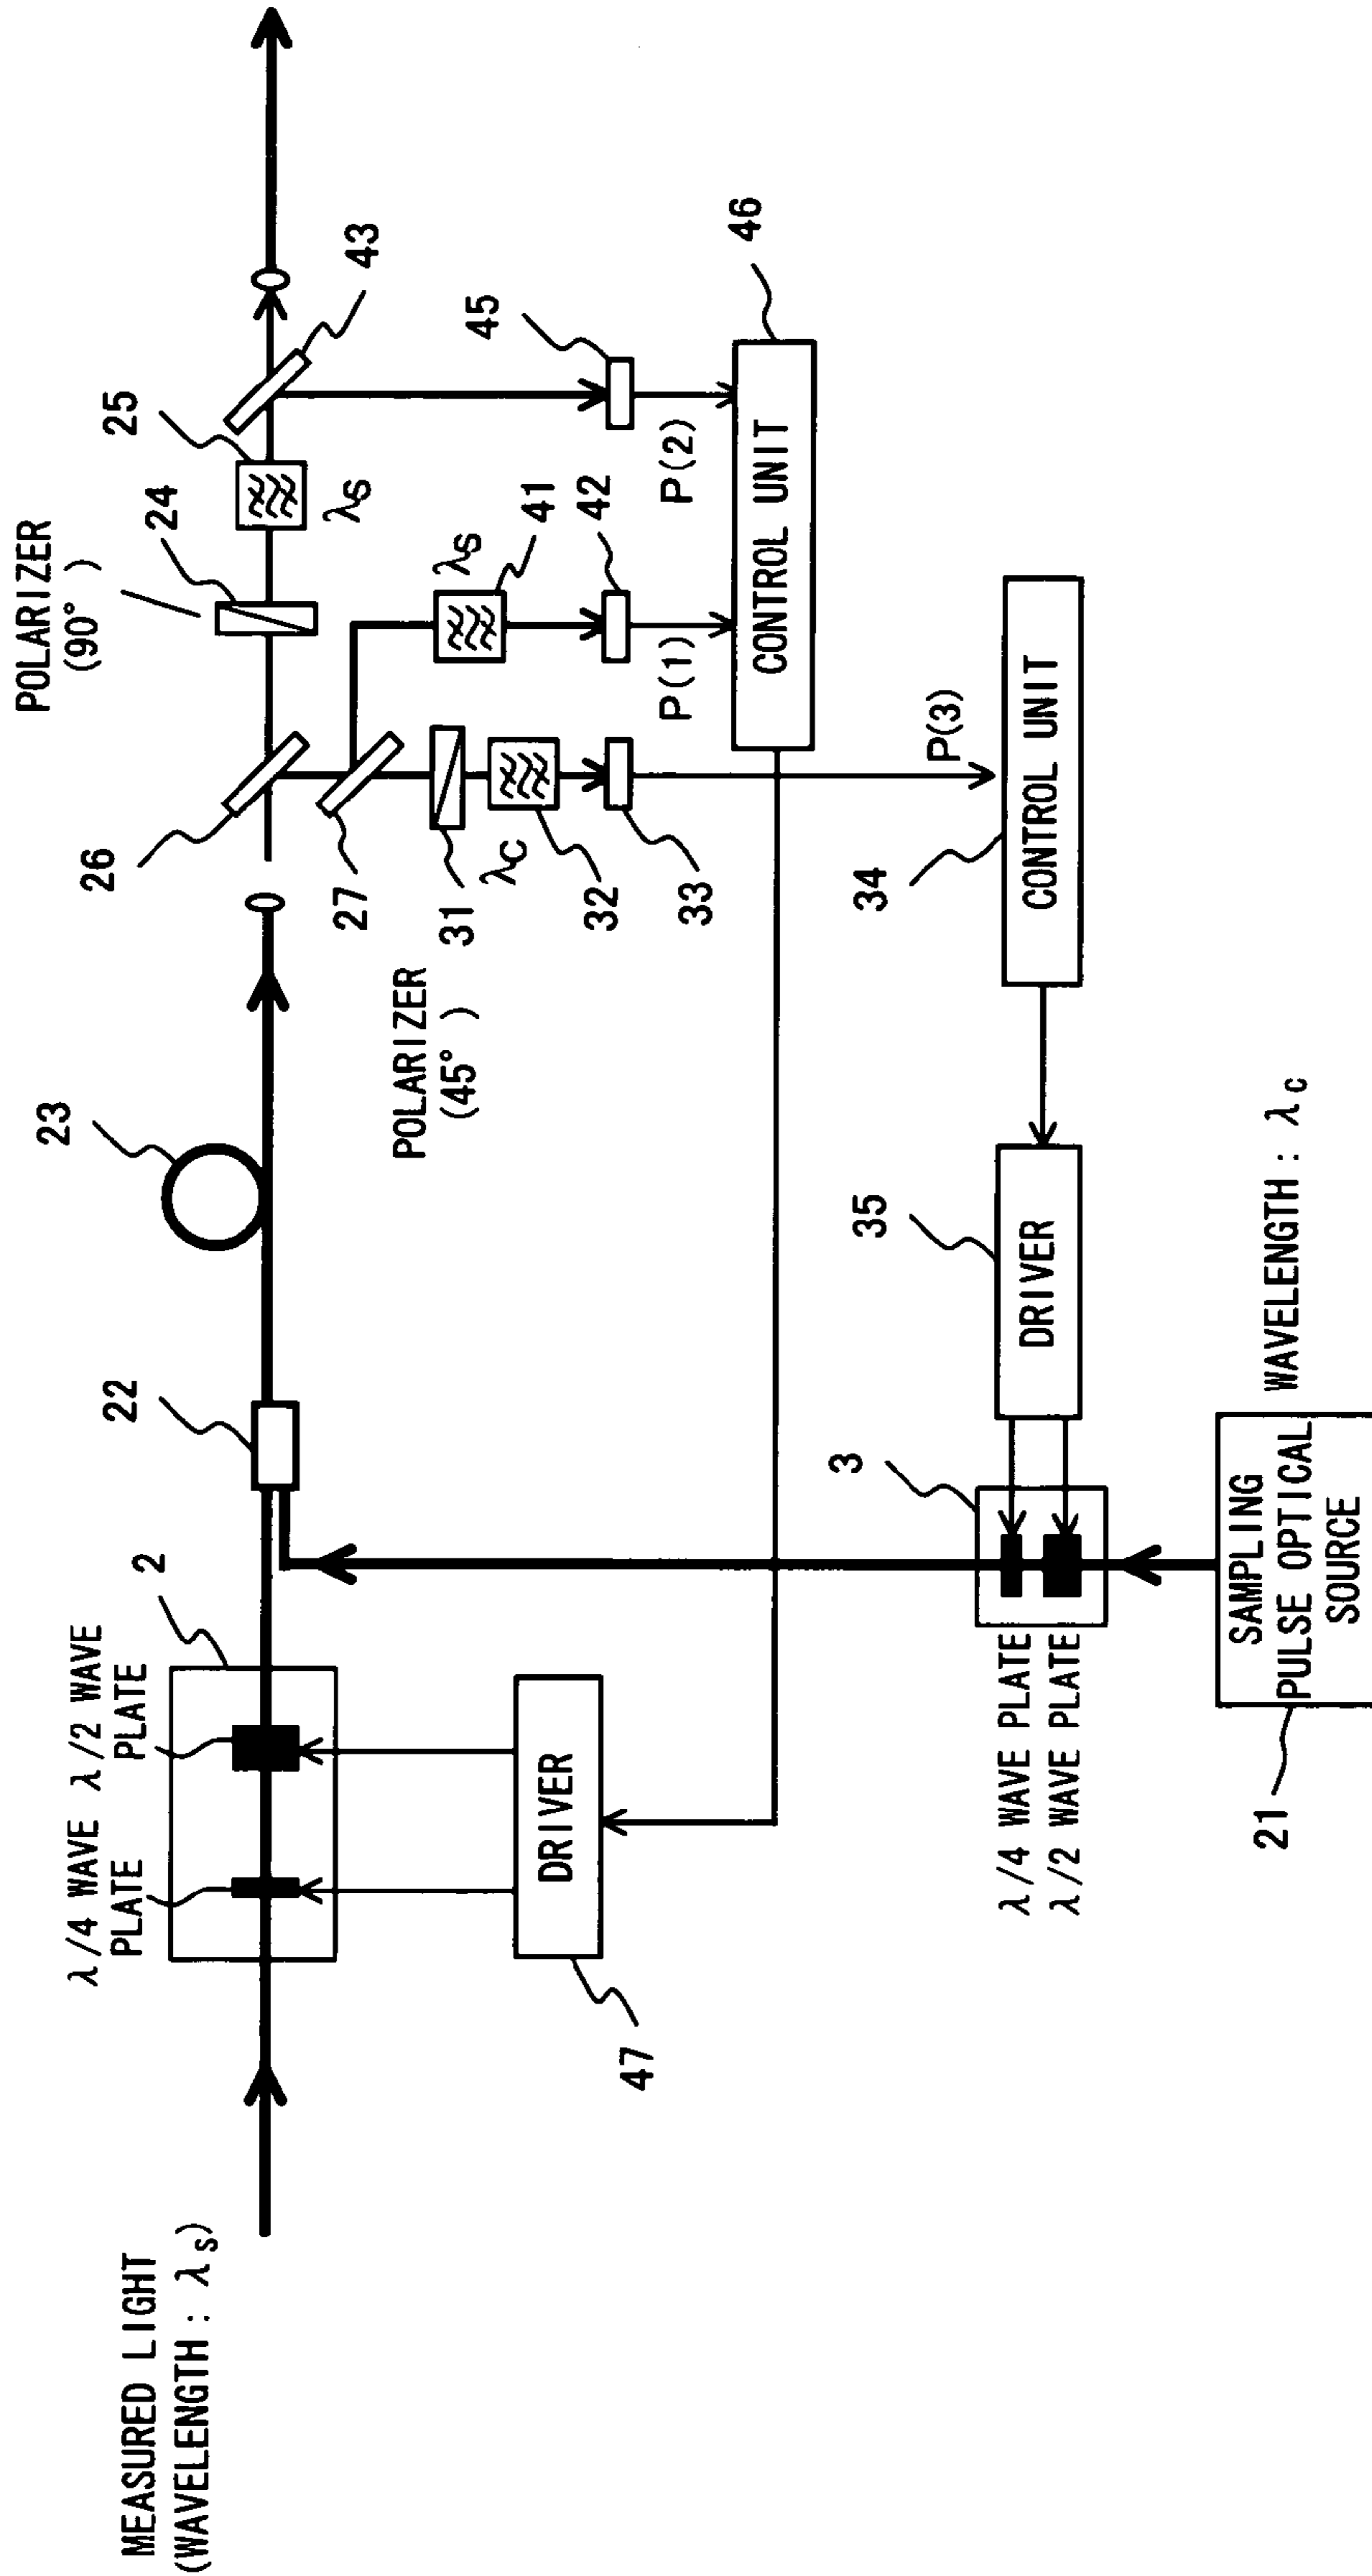 MEASURED LIGHT
(WAVELENGTH : λs)
λ/4 WAVE
PLATE
λ/2 WAVE
PLATE
2
22
23
26
POLARIZER
(90° )
24
25
43
λs
27
λs
41
45
42
31
λc
32
33
POLARIZER
(45° )
P(1)
P(2)
46
CONTROL UNIT
P(3)
34
CONTROL UNIT
35
DRIVER
3
λ/4 WAVE PLATE
λ/2 WAVE PLATE
DRIVER
47
21
SAMPLING
PULSE OPTICAL
SOURCE
WAVELENGTH : λc